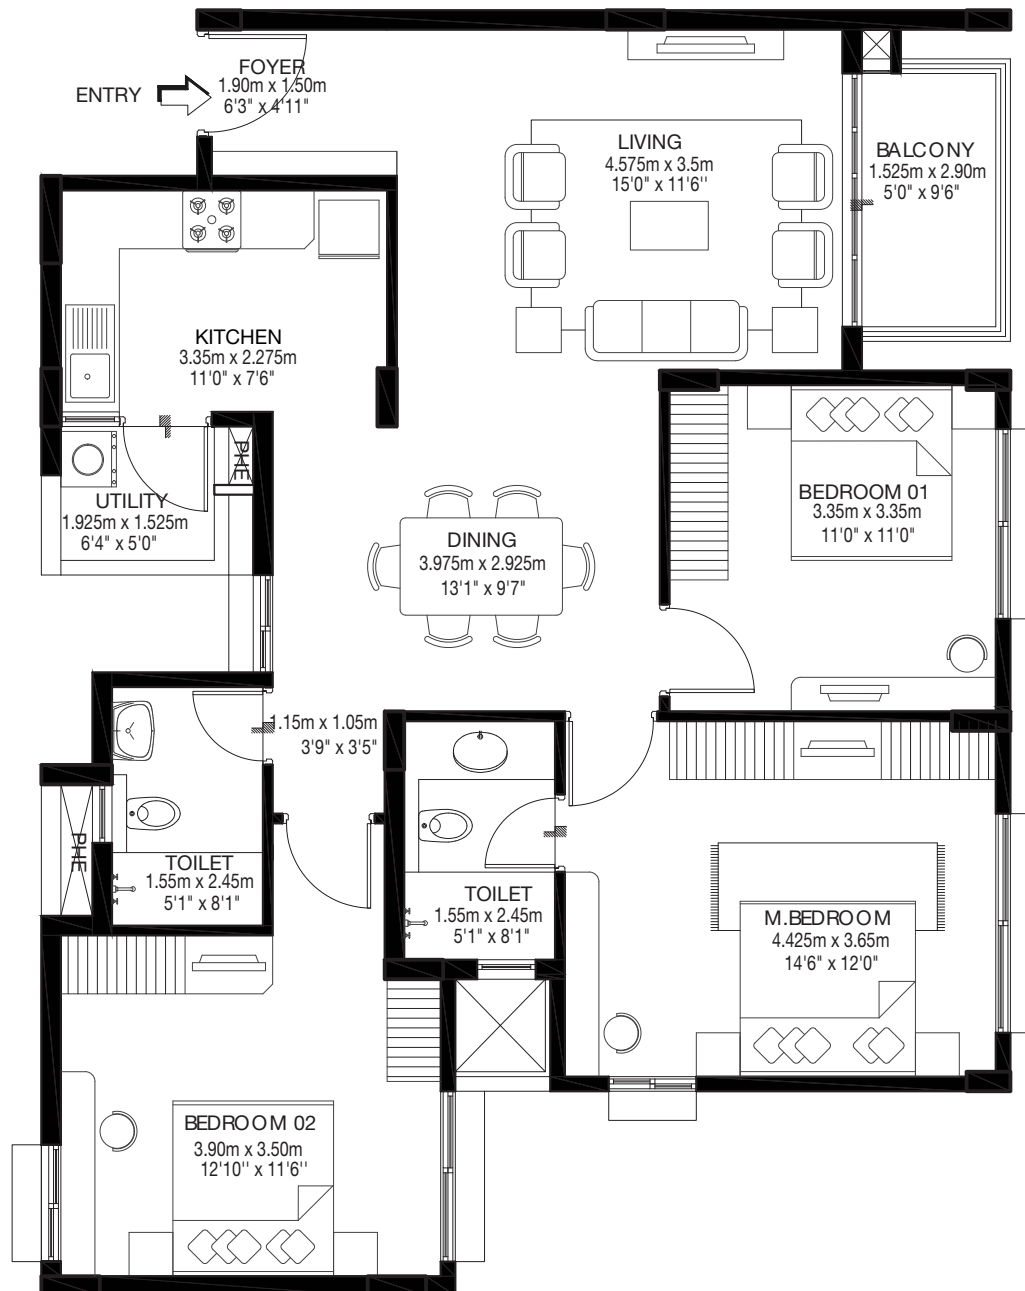 FOYER
1.90m x 1.50m
6'3" x 4'11"
ENTRY
LIVING
4.575m x 3.5m
15'0" x 11'6''
BALCONY
1.525m x 2.90m
5'0" x 9'6"
KITCHEN
3.35m x 2.275m
11'0" x 7'6"
PHE
UTILITY
1.925m x 1.525m
6'4" x 5'0"
BEDROOM 01
3.35m x 3.35m
11'0" x 11'0"
DINING
3.975m x 2.925m
13'1" x 9'7"
1.15m x 1.05m
3'9" x 3'5"
PHE
TOILET
1.55m x 2.45m
5'1" x 8'1"
TOILET
1.55m x 2.45m
5'1" x 8'1"
M.BEDROOM
4.425m x 3.65m
14'6" x 12'0"
BEDROOM 02
3.90m x 3.50m
12'10'' x 11'6''